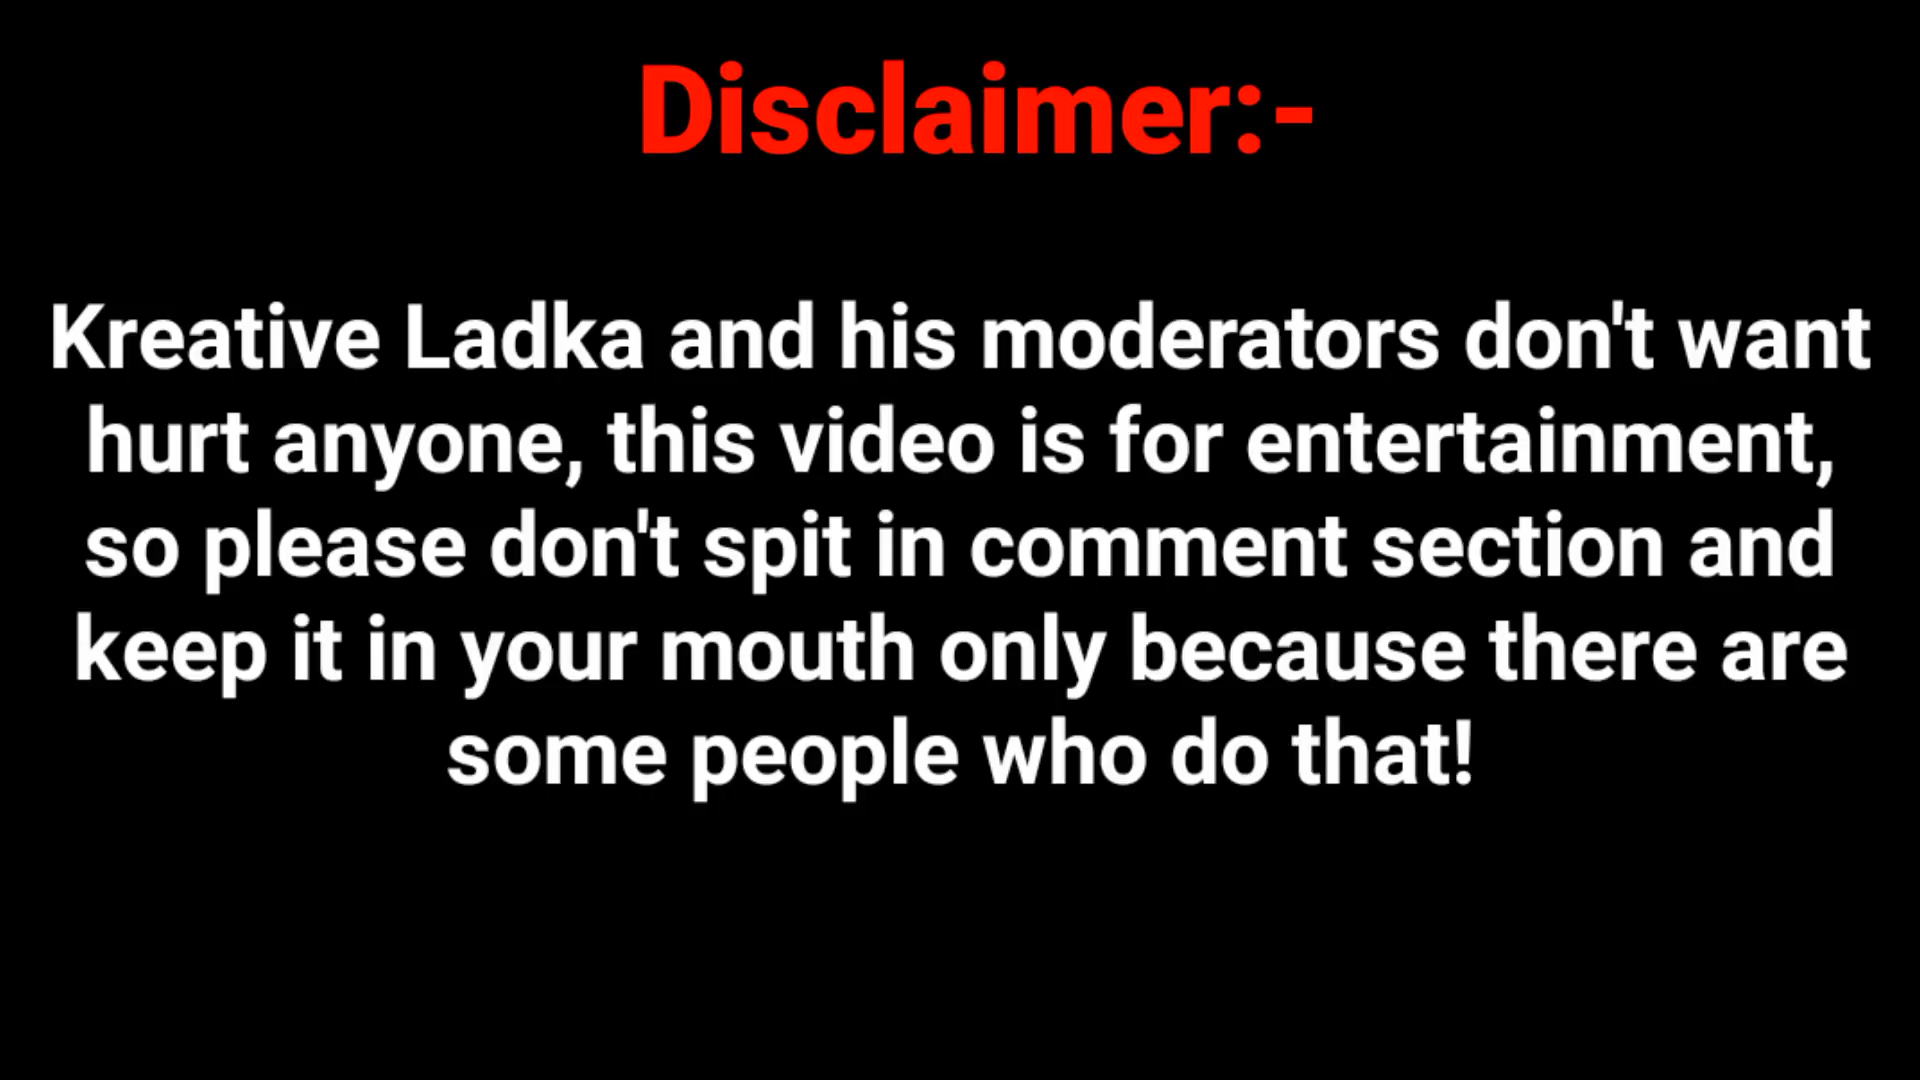 Disclaimer:-
Kreative Ladka and his moderators don't want
hurt anyone, this video is for entertainment,
so please don't spit in comment section and
keep it in your mouth only because there are
some people who do that!